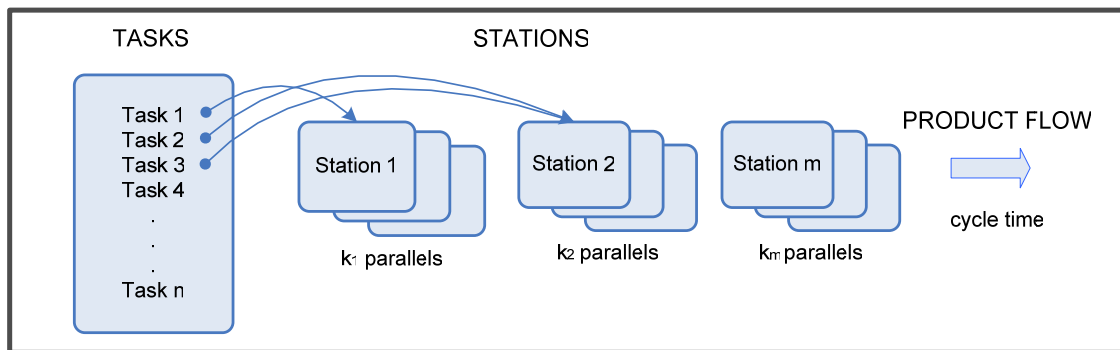 TASKS
STATIONS
Task 1
Task 2
Task 3
Task 4
.
.
.
Task n
Station 1
Station 2
Station m
k1 parallels
k2 parallels
km parallels
PRODUCT FLOW
cycle time